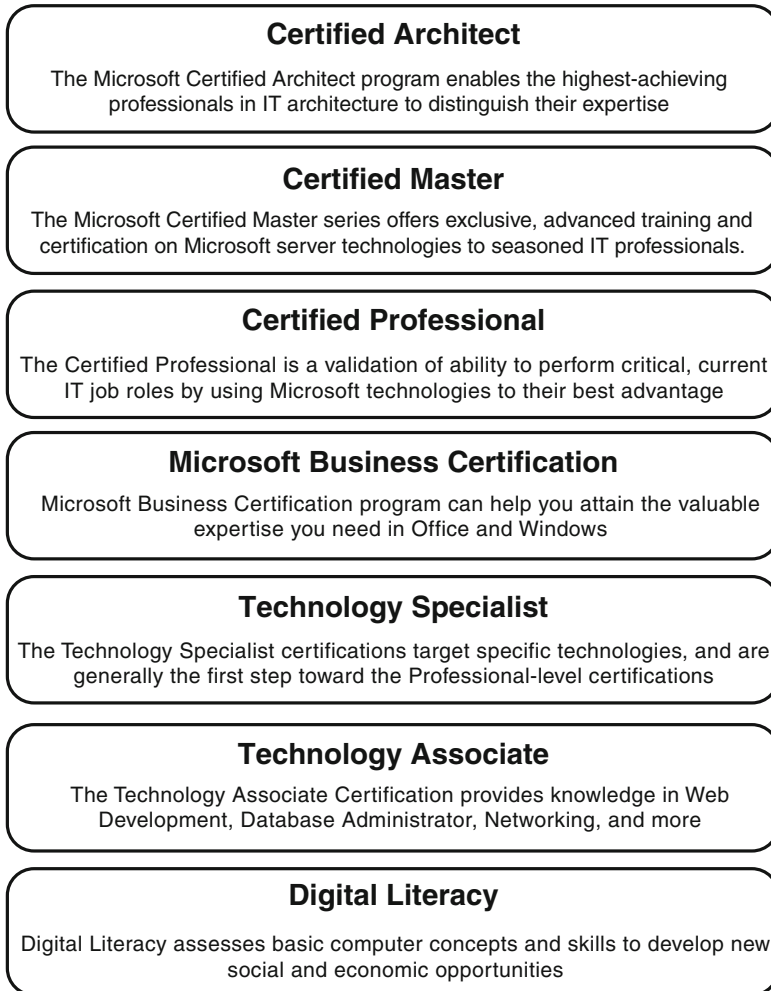 Certified Architect
The Microsoft Certified Architect program enables the highest-achieving
professionals in IT architecture to distinguish their expertise
Certified Master
The Microsoft Certified Master series offers exclusive, advanced training and
certification on Microsoft server technologies to seasoned IT professionals.
Certified Professional
The Certified Professional is a validation of ability to perform critical, current
IT job roles by using Microsoft technologies to their best advantage
Microsoft Business Certification
Microsoft Business Certification program can help you attain the valuable
expertise you need in Office and Windows
Technology Specialist
The Technology Specialist certifications target specific technologies, and are
generally the first step toward the Professional-level certifications
Technology Associate
The Technology Associate Certification provides knowledge in Web
Development, Database Administrator, Networking, and more
Digital Literacy
Digital Literacy assesses basic computer concepts and skills to develop new
social and economic opportunities